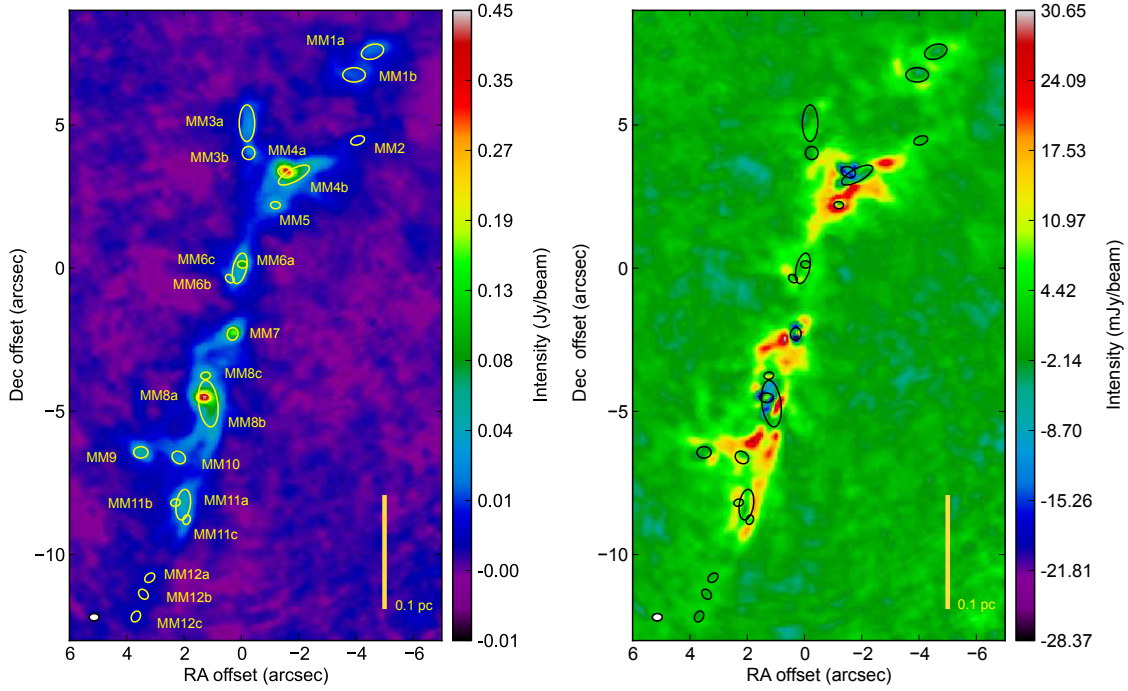 MM1a
MM1b
MM3a
MM3b
MM4a
MM2
MM4b
MM5
MM6c
MM6a
MM6b
MM7
MM8c
MM8a
MM8b
MM9
MM10
MM11b
MM11a
MM11c
MM12a
MM12b
MM12c
0.1 pc
5
0
−5
−10
Dec offset (arcsec)
6
4
2
0
−2
−4
−6
RA offset (arcsec)
0.45
0.35
0.27
0.19
0.13
0.08
0.04
0.01
-0.00
-0.01
Intensity (Jy/beam)
0.1 pc
5
0
−5
−10
Dec offset (arcsec)
6
4
2
0
−2
−4
−6
RA offset (arcsec)
30.65
24.09
17.53
10.97
4.42
-2.14
-8.70
-15.26
-21.81
-28.37
Intensity (mJy/beam)